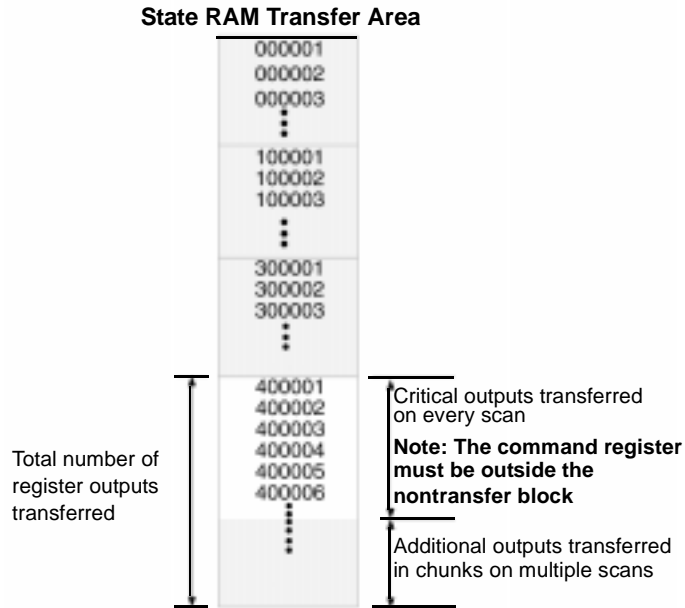 State RAM Transfer Area
000001
000002
000003
100001
100002
100003
300001
300002
300003
400001
400002
400003
400004
400005
400006
Total number of
register outputs
transferred
Critical outputs transferred
on every scan
Note: The command register
must be outside the
nontransfer block
Additional outputs transferred
in chunks on multiple scans